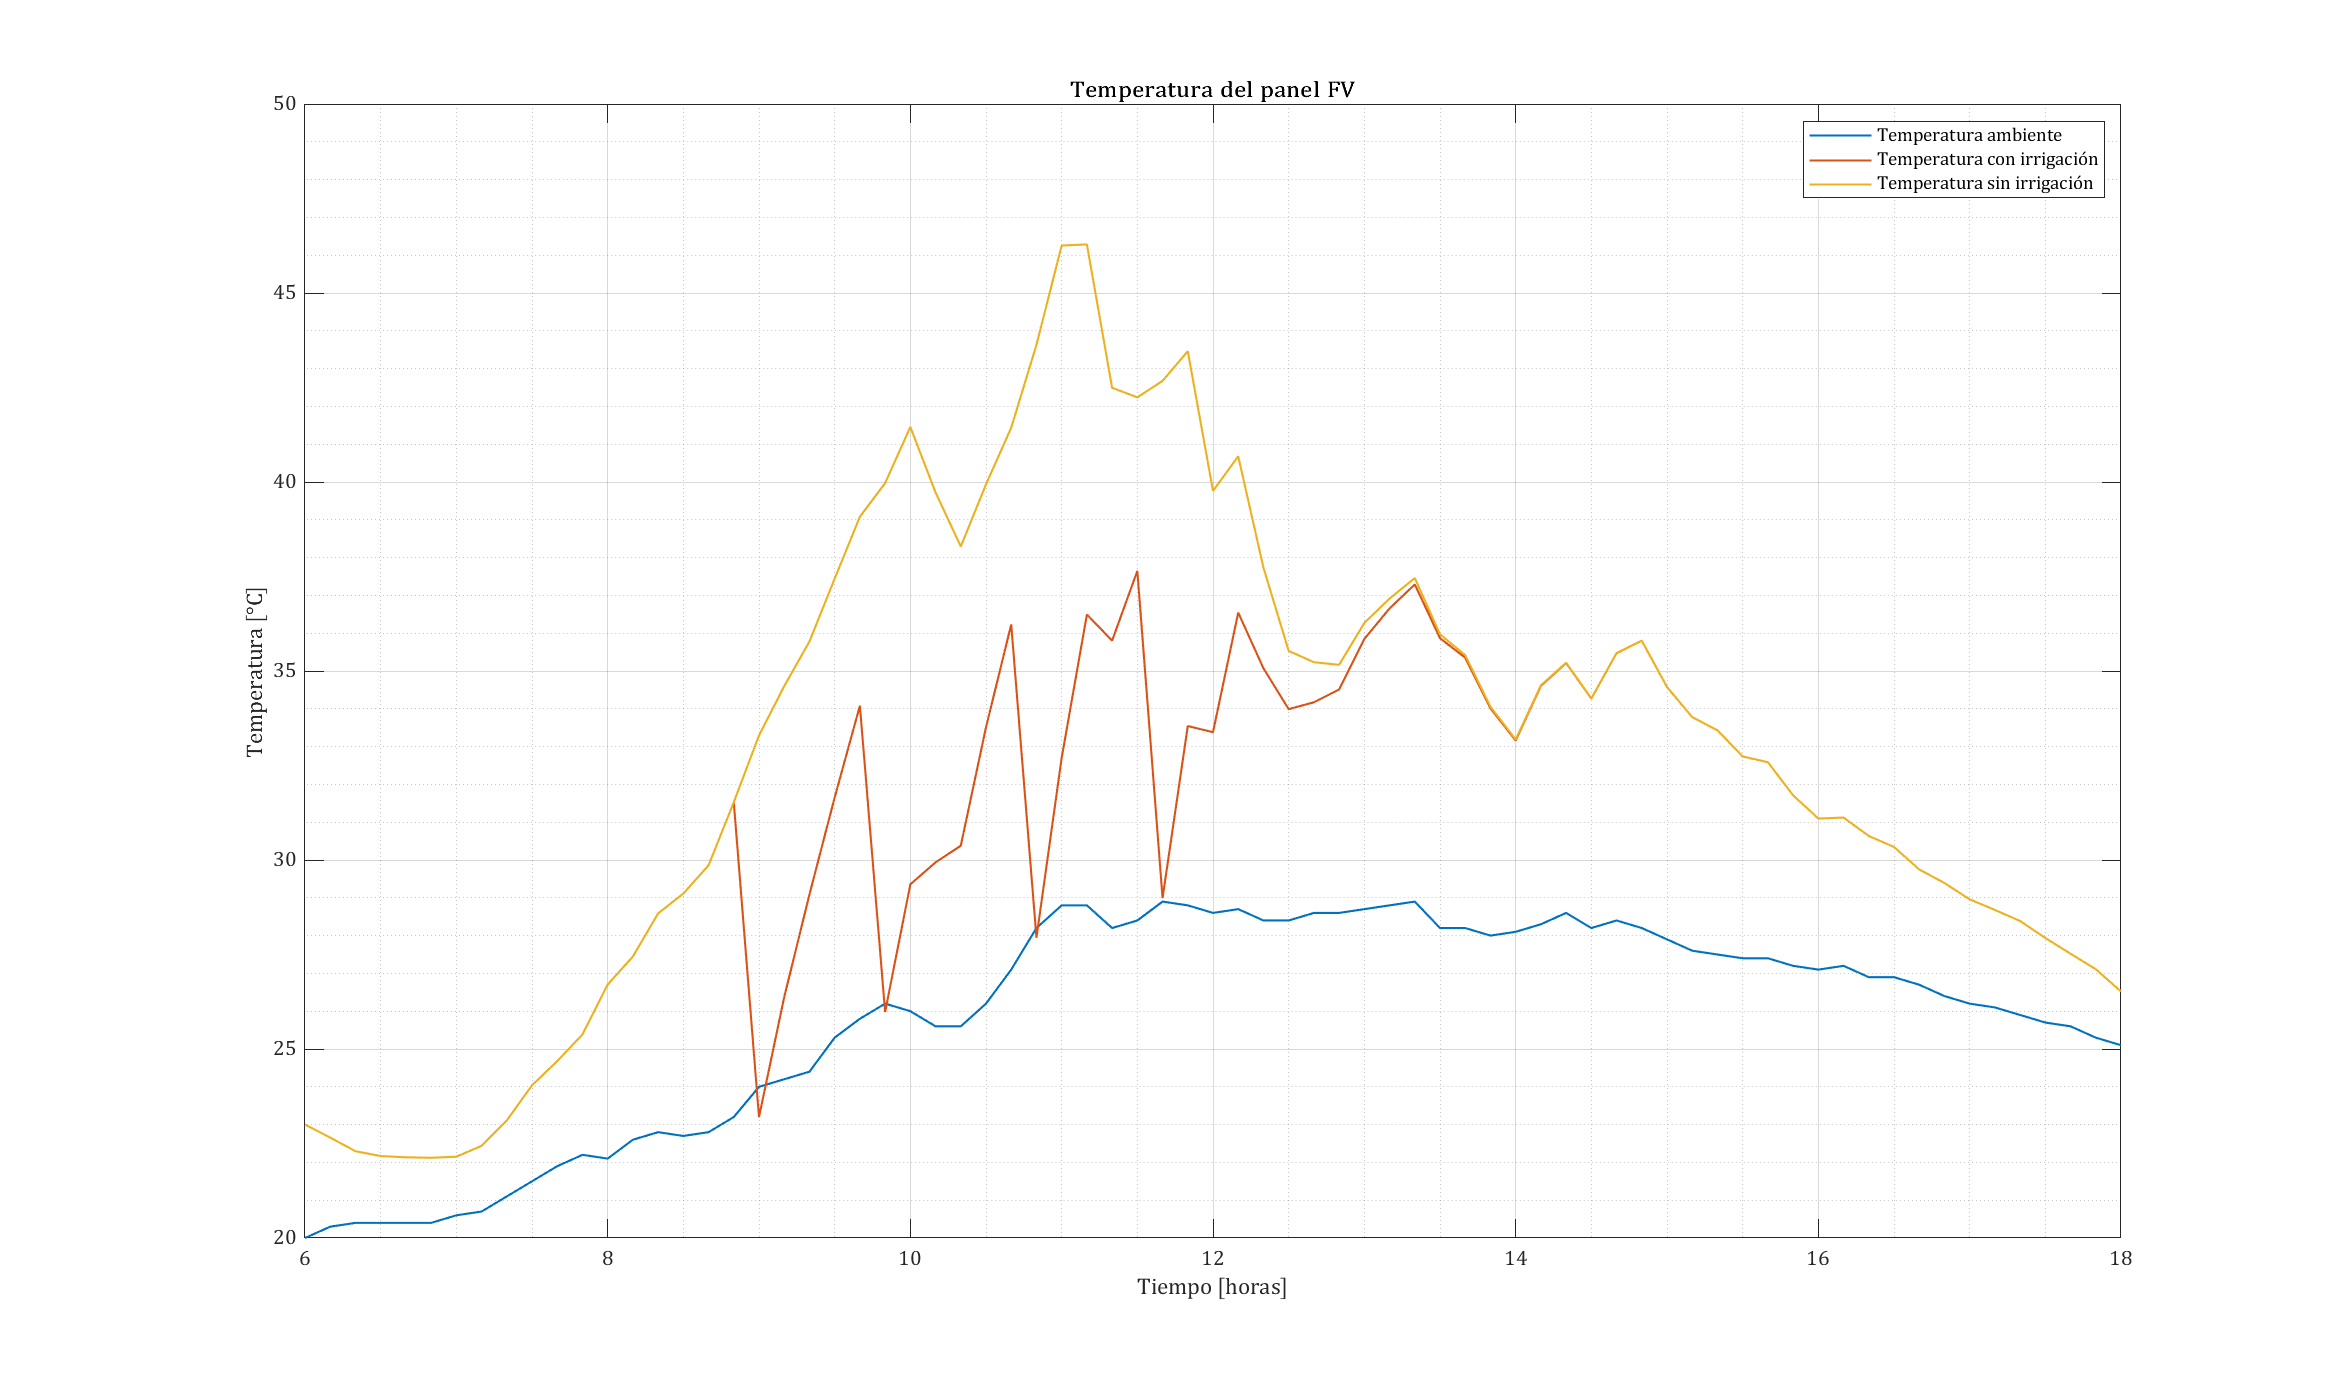 Temperatura del panel FV
50
45
40
35
30
25
20
Temperatura [°C]
Temperatura ambiente
Temperatura con irrigación
Temperatura sin irrigación
6 8 10 12 14 16 18
Tiempo [horas]